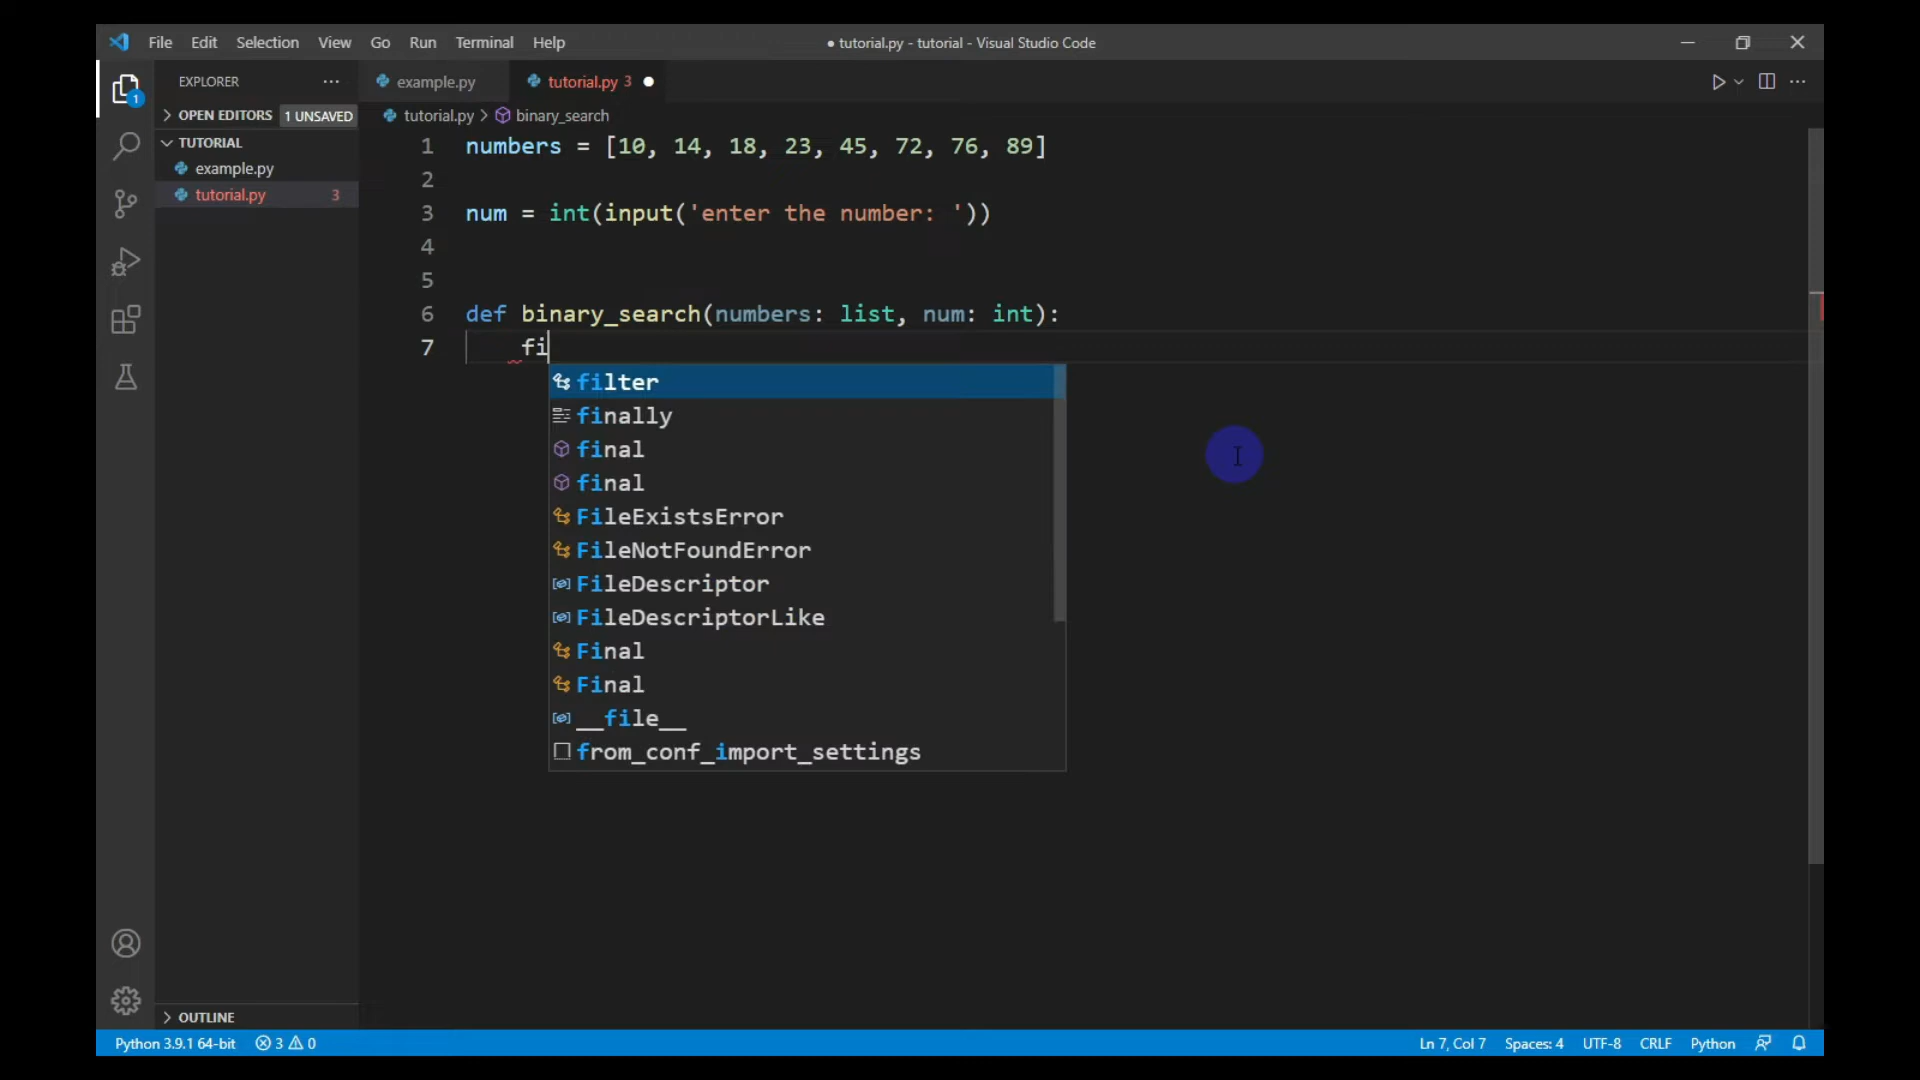 File Edit Selection View Go Run Terminal Help
● tutorial.py - tutorial - Visual Studio Code
EXPLORER
example.py
tutorial.py 3
OPEN EDITORS 1 UNSAVED
tutorial.py > binary_search
1
TUTORIAL
example.py
tutorial.py 3
1 numbers = [10, 14, 18, 23, 45, 72, 76, 89]
2
3 num = int(input('enter the number: '))
4
5
6 def binary_search(numbers: list, num: int):
7 fi
filter
finally
final
final
FileExistsError
FileNotFoundError
FileDescriptor
FileDescriptorLike
Final
Final
__file__
from_conf_import_settings
OUTLINE
Python 3.9.1 64-bit 3 0
Ln 7, Col 7 Spaces: 4 UTF-8 CRLF Python